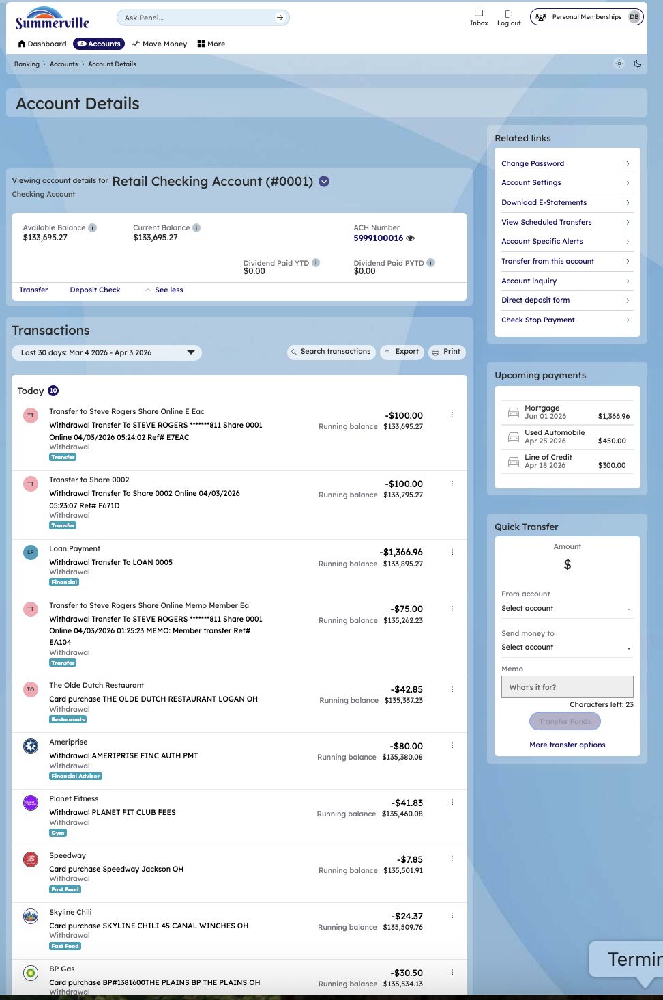 Summerville
Ask Penni...
Inbox
Log out
Personal Memberships
DB
Dashboard
Accounts
Move Money
More
Banking > Accounts > Account Details
Account Details
Viewing account details for Retail Checking Account (#0001)
Checking Account
Available Balance i
$133,695.27
Current Balance i
$133,695.27
ACH Number
5999100016
Dividend Paid YTD i
$0.00
Dividend Paid PYTD i
$0.00
Transfer
Deposit Check
See less
Transactions
Last 30 days: Mar 4 2026 - Apr 3 2026
Search transactions
Export
Print
Today 10
TT
Transfer to Steve Rogers Share Online E Eac
Withdrawal Transfer To STEVE ROGERS *******811 Share 0001
Online 04/03/2026 05:24:02 Ref# E7EAC
Withdrawal
Transfer
-$100.00
Running balance $133,695.27
TT
Transfer to Share 0002
Withdrawal Transfer To Share 0002 Online 04/03/2026
05:23:07 Ref# F671D
Withdrawal
Transfer
-$100.00
Running balance $133,795.27
LP
Loan Payment
Withdrawal Transfer To LOAN 0005
Withdrawal
Financial
-$1,366.96
Running balance $133,895.27
TT
Transfer to Steve Rogers Share Online Memo Member Ea
Withdrawal Transfer To STEVE ROGERS *******811 Share 0001
Online 04/03/2026 01:25:23 MEMO: Member transfer Ref#
EA104
Withdrawal
Transfer
-$75.00
Running balance $135,262.23
TO
The Olde Dutch Restaurant
Card purchase THE OLDE DUTCH RESTAURANT LOGAN OH
Withdrawal
Restaurants
-$42.85
Running balance $135,337.23
Ameriprise
Withdrawal AMERIPRISE FINC AUTH PMT
Withdrawal
Financial Advisor
-$80.00
Running balance $135,380.08
Planet Fitness
Withdrawal PLANET FIT CLUB FEES
Withdrawal
Gym
-$41.83
Running balance $135,460.08
Speedway
Card purchase Speedway Jackson OH
Withdrawal
Fast Food
-$7.85
Running balance $135,501.91
Skyline Chili
Card purchase SKYLINE CHILI 45 CANAL WINCHES OH
Withdrawal
Fast Food
-$24.37
Running balance $135,509.76
BP Gas
Card purchase BP#1381600THE PLAINS BP THE PLAINS OH
Withdrawal
-$30.50
Running balance $135,534.13
Related links
Change Password
Account Settings
Download E-Statements
View Scheduled Transfers
Account Specific Alerts
Transfer from this account
Account inquiry
Direct deposit form
Check Stop Payment
Upcoming payments
Mortgage
Jun 01 2026 $1,366.96
Used Automobile
Apr 25 2026 $450.00
Line of Credit
Apr 18 2026 $300.00
Quick Transfer
Amount
$
From account
Select account
Send money to
Select account
Memo
What's it for?
Characters left: 23
Transfer Funds
More transfer options
Termin